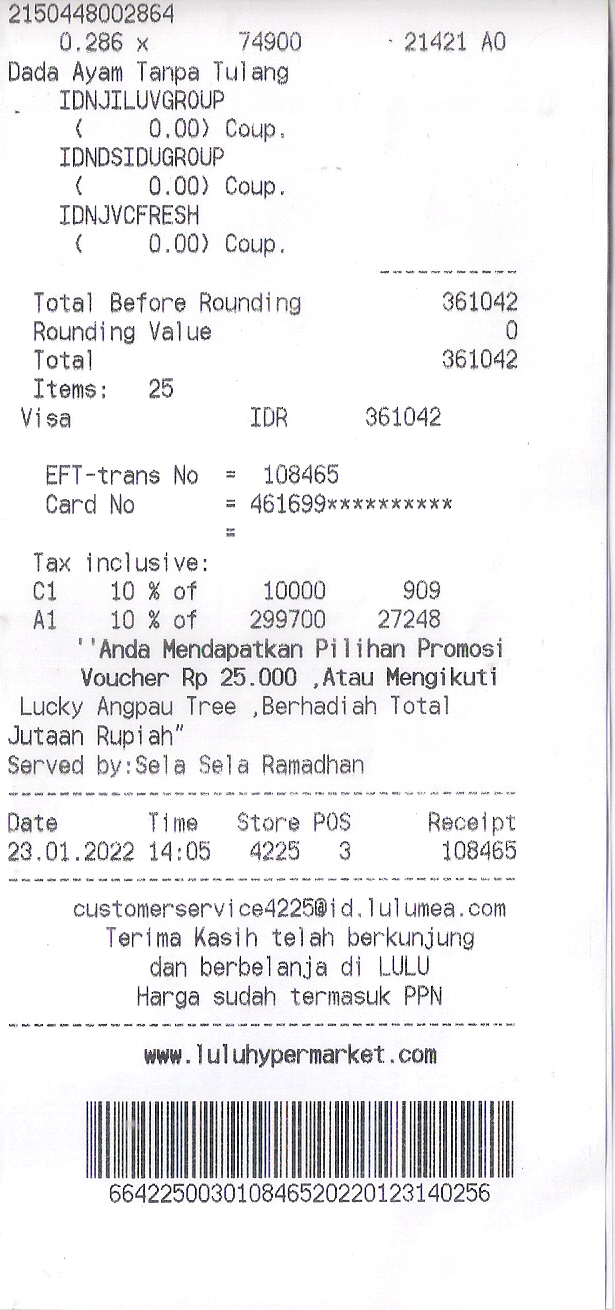 2150448002864
0.286 x 74900 21421 A0
Dada Ayam Tanpa Tulang
IDNJILUVGROUP
( 0.00) Coup.
IDNDSIDUGROUP
( 0.00) Coup.
IDNJVCFRESH
( 0.00) Coup.
----------
Total Before Rounding 361042
Rounding Value 0
Total 361042
Items: 25
Visa IDR 361042
EFT-trans No = 108465
Card No = 461699**********
=
Tax inclusive:
C1 10 % of 10000 909
A1 10 % of 299700 27248
''Anda Mendapatkan Pilihan Promosi
Voucher Rp 25.000 ,Atau Mengikuti
Lucky Angpau Tree ,Berhadiah Total
Jutaan Rupiah"
Served by:Sela Sela Ramadhan
----------------------------------------
Date Time Store POS Receipt
23.01.2022 14:05 4225 3 108465
----------------------------------------
customerservice4225@id.lulumea.com
Terima Kasih telah berkunjung
dan berbelanja di LULU
Harga sudah termasuk PPN
----------------------------------------
www.luluhypermarket.com
664225003010846520220123140256